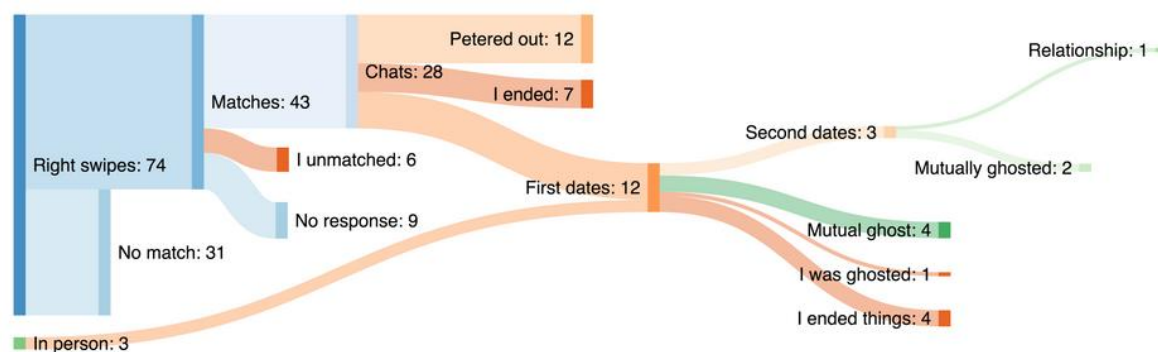 Petered out: 12
Relationship: 1
Chats: 28
I ended: 7
Matches: 43
Second dates: 3
I unmatched: 6
Right swipes: 74
Mutually ghosted: 2
First dates: 12
No response: 9
Mutual ghost: 4
No match: 31
I was ghosted: 1
I ended things: 4
In person: 3